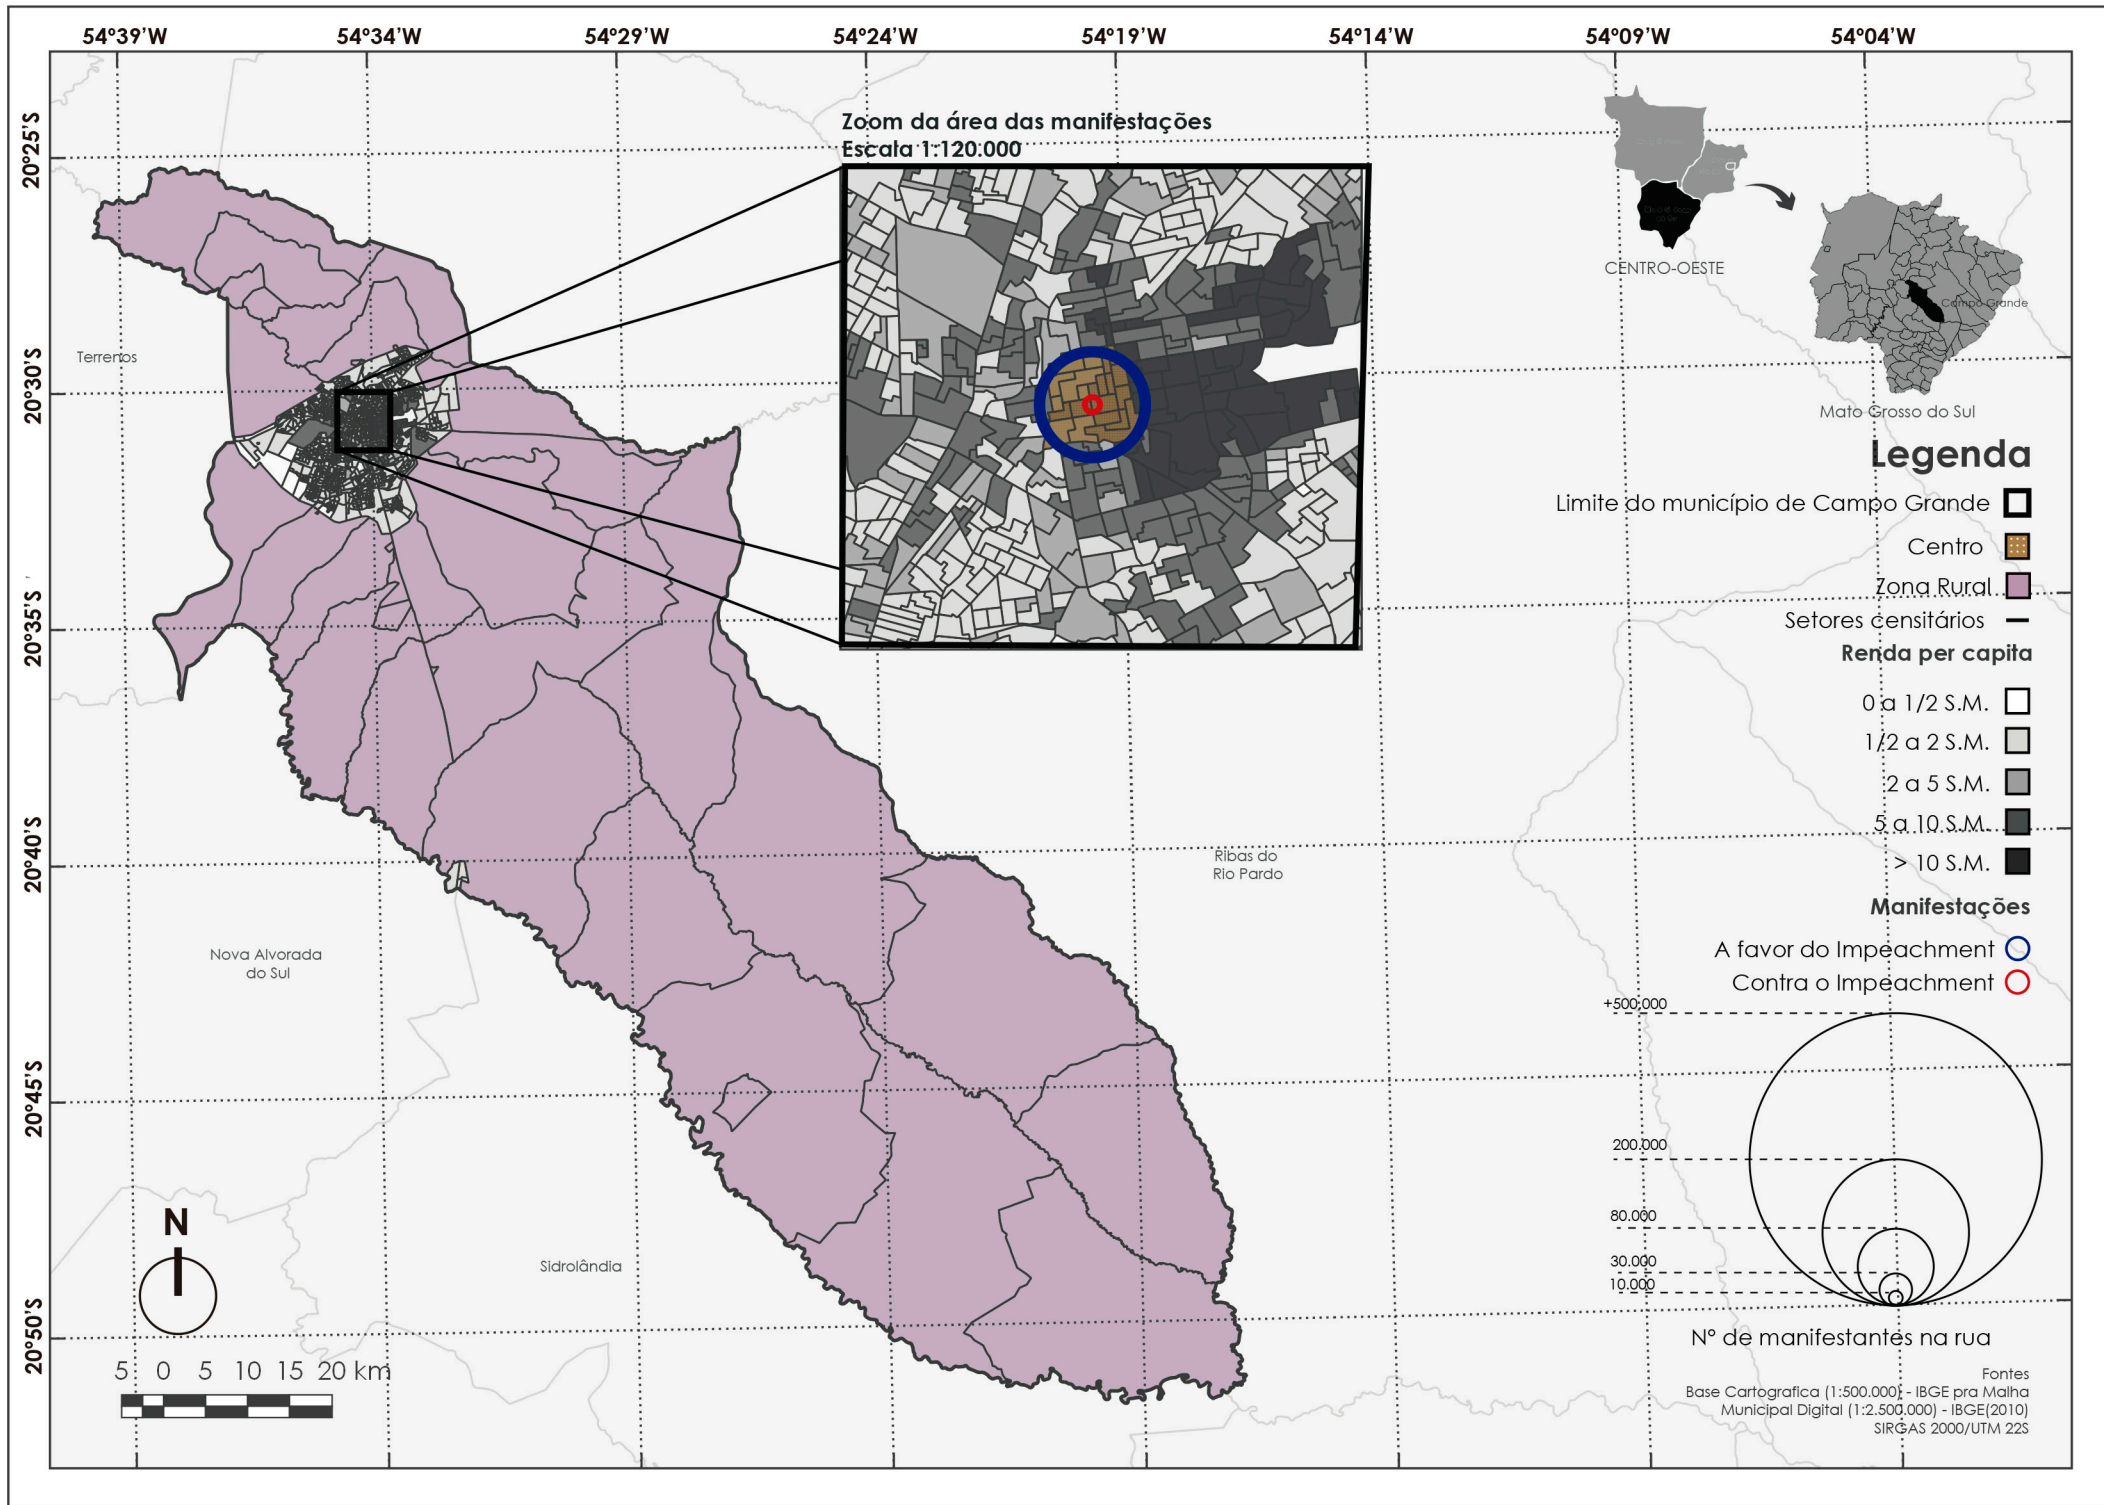 54°39'W
54°34'W
54°29'W
54°24'W
54°19'W
54°14'W
54°09'W
54°04'W
20°25'S
20°30'S
20°35'S
20°40'S
20°45'S
20°50'S
Zoom da área das manifestações
Escala 1:120.000
CENTRO-OESTE
Campo Grande
Mato Grosso do Sul
Terrenos
Ribas do
Rio Pardo
Nova Alvorada
do Sul
Sidrolândia
Legenda
Limite do município de Campo Grande
Centro
Zona Rural
Setores censitários
Renda per capita
0 a 1/2 S.M.
1/2 a 2 S.M.
2 a 5 S.M.
5 a 10 S.M.
> 10 S.M.
Manifestações
A favor do Impeachment
Contra o Impeachment
+500.000
200.000
80.000
30.000
10.000
N° de manifestantes na rua
N
5 0 5 10 15 20 km
Fontes
Base Cartografica (1:500.000) - IBGE pra Malha
Municipal Digital (1:2.500.000) - IBGE(2010)
SIRGAS 2000/UTM 22S